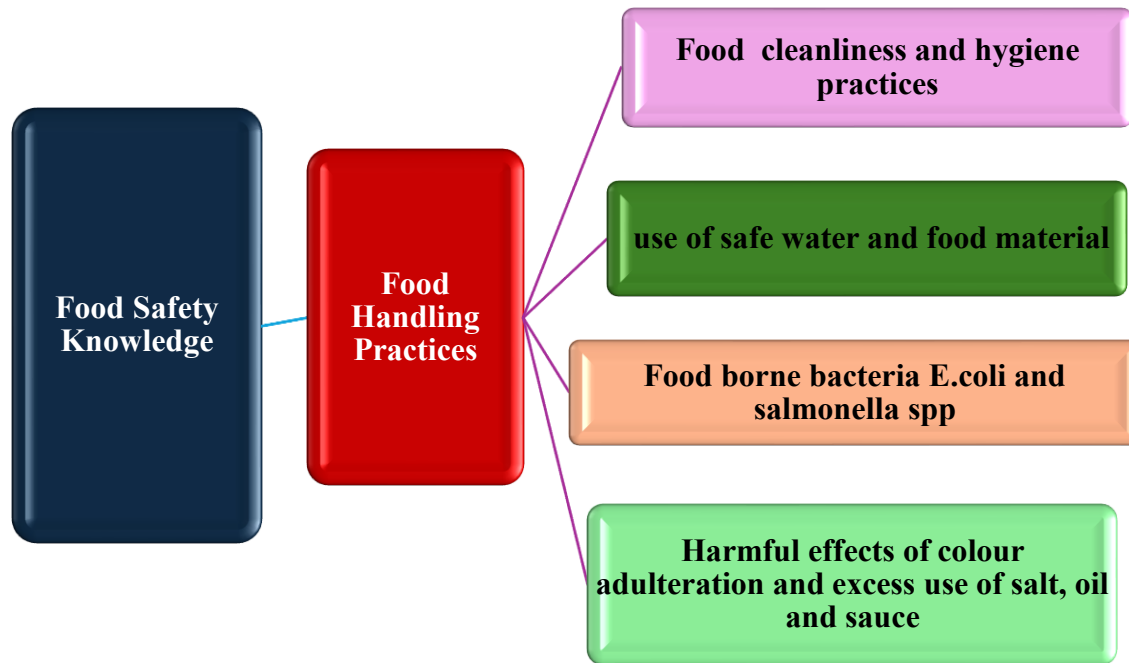 Food Safety
Knowledge
Food
Handling
Practices
Food cleanliness and hygiene
practices
use of safe water and food material
Food borne bacteria E.coli and
salmonella spp
Harmful effects of colour
adulteration and excess use of salt, oil
and sauce